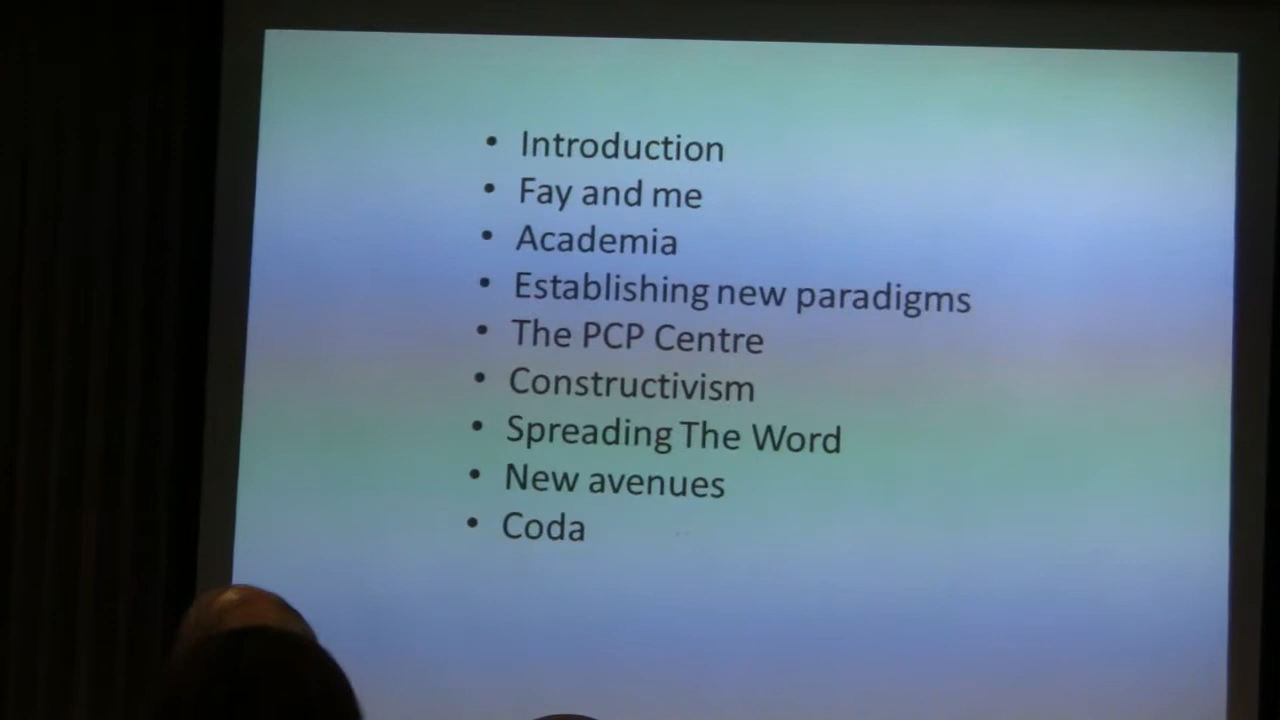 • Introduction
• Fay and me
• Academia
• Establishing new paradigms
• The PCP Centre
• Constructivism
• Spreading The Word
• New avenues
• Coda